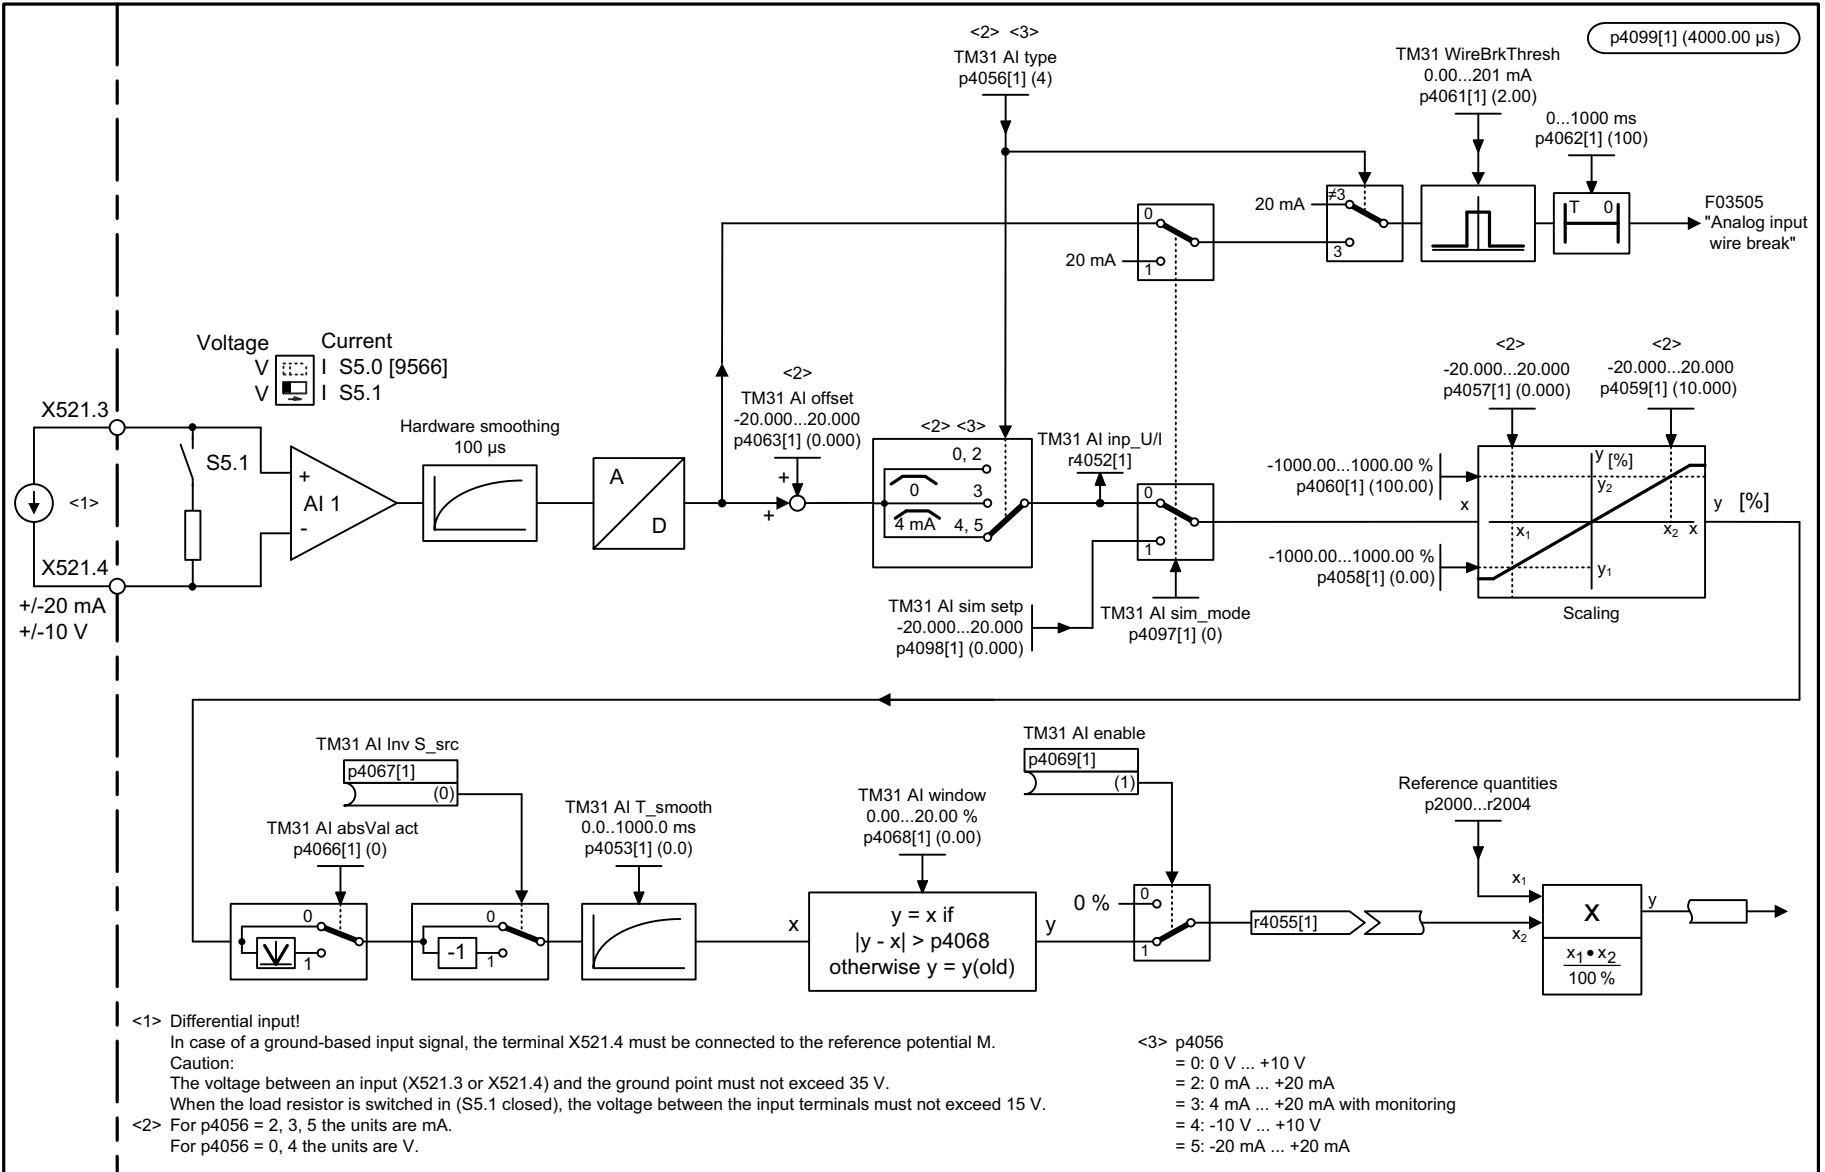 p4099[1] (4000.00 µs)
<2> <3>
TM31 AI type
p4056[1] (4)
TM31 WireBrkThresh
0.00...201 mA
p4061[1] (2.00)
0...1000 ms
p4062[1] (100)
20 mA
≠3
3
T 0
F03505
"Analog input
wire break"
0
20 mA
1
Voltage Current
V I S5.0 [9566]
V I S5.1
X521.3
S5.1
<1>
X521.4
+/-20 mA
+/-10 V
+
AI 1
-
Hardware smoothing
100 µs
A
D
<2>
TM31 AI offset
-20.000...20.000
p4063[1] (0.000)
+
+
<2> <3>
0, 2
0 3
4 mA 4, 5
TM31 AI inp_U/I
r4052[1]
0
1
TM31 AI sim setp
-20.000...20.000
p4098[1] (0.000)
TM31 AI sim_mode
p4097[1] (0)
<2>
-20.000...20.000
p4057[1] (0.000)
<2>
-20.000...20.000
p4059[1] (10.000)
-1000.00...1000.00 %
p4060[1] (100.00)
x
-1000.00...1000.00 %
p4058[1] (0.00)
y [%]
y2
x1
x2 x
y1
Scaling
y [%]
TM31 AI Inv S_src
p4067[1]
(0)
TM31 AI absVal act
p4066[1] (0)
0
1
0
-1
1
TM31 AI T_smooth
0.0..1000.0 ms
p4053[1] (0.0)
TM31 AI window
0.00...20.00 %
p4068[1] (0.00)
x
y = x if
|y - x| > p4068
otherwise y = y(old)
y
TM31 AI enable
p4069[1]
(1)
0 %
0
1
r4055[1]
Reference quantities
p2000...r2004
x1
x2
X
x1 • x2
100 %
y
<1> Differential input!
In case of a ground-based input signal, the terminal X521.4 must be connected to the reference potential M.
Caution:
The voltage between an input (X521.3 or X521.4) and the ground point must not exceed 35 V.
When the load resistor is switched in (S5.1 closed), the voltage between the input terminals must not exceed 15 V.
<2> For p4056 = 2, 3, 5 the units are mA.
For p4056 = 0, 4 the units are V.
<3> p4056
= 0: 0 V ... +10 V
= 2: 0 mA ... +20 mA
= 3: 4 mA ... +20 mA with monitoring
= 4: -10 V ... +10 V
= 5: -20 mA ... +20 mA